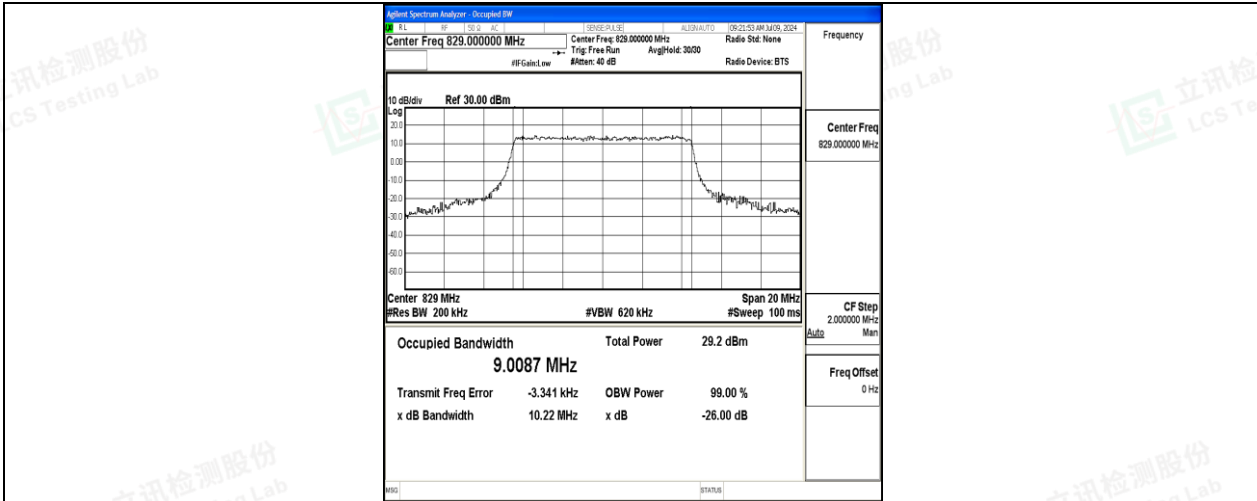 Agilent Spectrum Analyzer - Occupied BW
RL RF 50 Ω AC SENSE:PULSE ALIGN AUTO 09:21:53 AM Jul 09, 2024
Center Freq 829.000000 MHz
Center Freq: 829.000000 MHz
Radio Std: None
Trig: Free Run Avg|Hold: 30/30
#IFGain:Low #Atten: 40 dB Radio Device: BTS
10 dB/div Ref 30.00 dBm
Log
20.0
10.0
0.00
-10.0
-20.0
-30.0
-40.0
-50.0
-60.0
Center 829 MHz Span 20 MHz
#Res BW 200 kHz #VBW 620 kHz #Sweep 100 ms
Occupied Bandwidth Total Power 29.2 dBm
9.0087 MHz
Transmit Freq Error -3.341 kHz OBW Power 99.00 %
x dB Bandwidth 10.22 MHz x dB -26.00 dB
MSG STATUS
Frequency
Center Freq
829.000000 MHz
CF Step
2.000000 MHz
Auto Man
Freq Offset
0 Hz
立讯检测股份
LCS Testing Lab
立讯检测股份